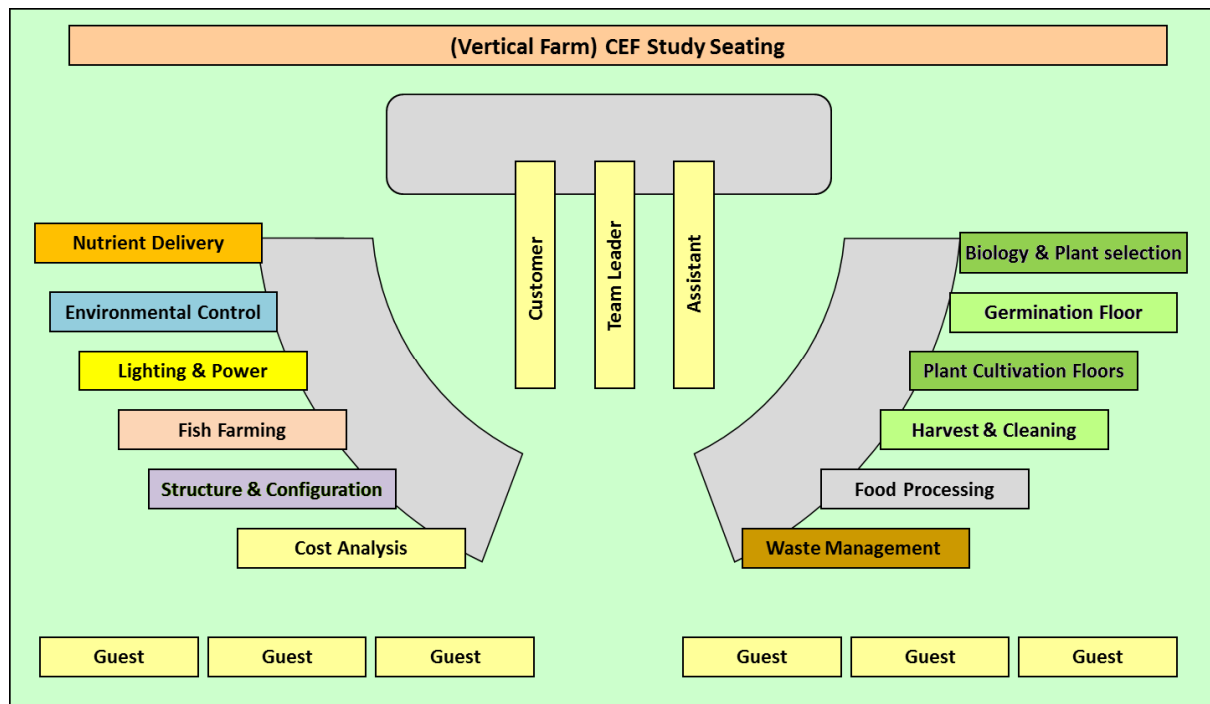 (Vertical Farm) CEF Study Seating
Customer
Team Leader
Assistant
Nutrient Delivery
Environmental Control
Lighting & Power
Fish Farming
Structure & Configuration
Cost Analysis
Biology & Plant selection
Germination Floor
Plant Cultivation Floors
Harvest & Cleaning
Food Processing
Waste Management
Guest
Guest
Guest
Guest
Guest
Guest